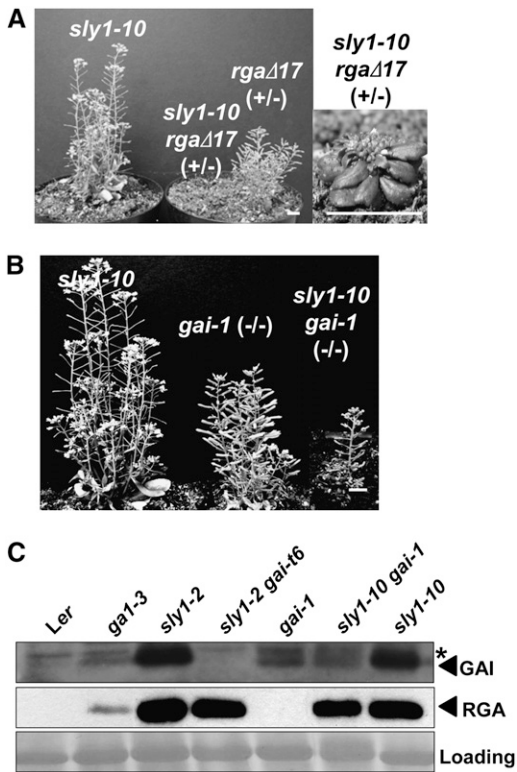 A
sly1-10
rgaΔ17
(+/-)
sly1-10
rgaΔ17
(+/-)
sly1-10
rgaΔ17
(+/-)
B
sly1-10
gai-1 (-/-)
sly1-10
gai-1
(-/-)
C
Ler
ga1-3
sly1-2
sly1-2 gai-t6
gai-1
sly1-10 gai-1
sly1-10
*
GAI
RGA
Loading